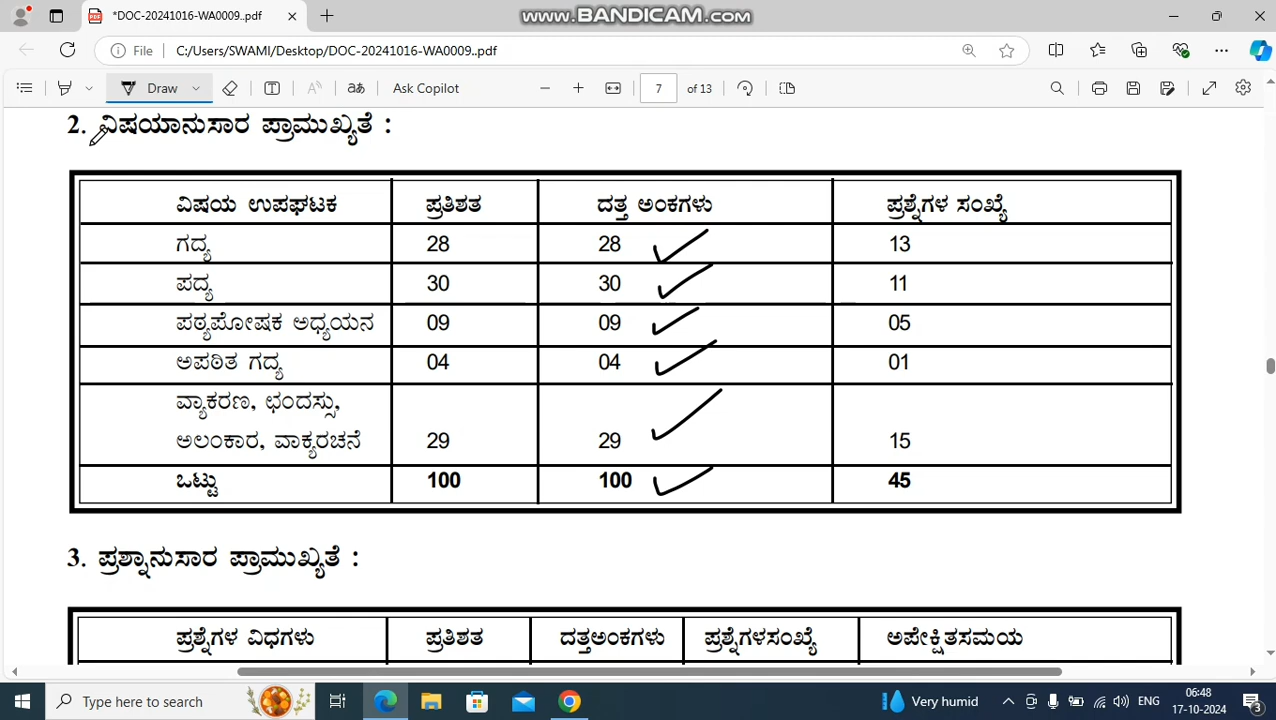 *DOC-20241016-WA0009..pdf
www.BANDICAM.com
File C:/Users/SWAMI/Desktop/DOC-20241016-WA0009..pdf
Draw Ask Copilot 7 of 13
2. ವಿಷಯಾನುಸಾರ ಪ್ರಾಮುಖ್ಯತೆ :
ವಿಷಯ ಉಪಘಟಕ ಪ್ರತಿಶತ ದತ್ತ ಅಂಕಗಳು ಪ್ರಶ್ನೆಗಳ ಸಂಖ್ಯೆ
ಗದ್ಯ 28 28 13
ಪದ್ಯ 30 30 11
ಪಠ್ಯಪೋಷಕ ಅಧ್ಯಯನ 09 09 05
ಅಪಠಿತ ಗದ್ಯ 04 04 01
ವ್ಯಾಕರಣ, ಛಂದಸ್ಸು,
ಅಲಂಕಾರ, ವಾಕ್ಯರಚನೆ 29 29 15
ಒಟ್ಟು 100 100 45
3. ಪ್ರಶ್ನಾನುಸಾರ ಪ್ರಾಮುಖ್ಯತೆ :
ಪ್ರಶ್ನೆಗಳ ವಿಧಗಳು ಪ್ರತಿಶತ ದತ್ತಅಂಕಗಳು ಪ್ರಶ್ನೆಗಳಸಂಖ್ಯೆ ಅಪೇಕ್ಷಿತಸಮಯ
Type here to search Very humid ENG 06:48
17-10-2024 3